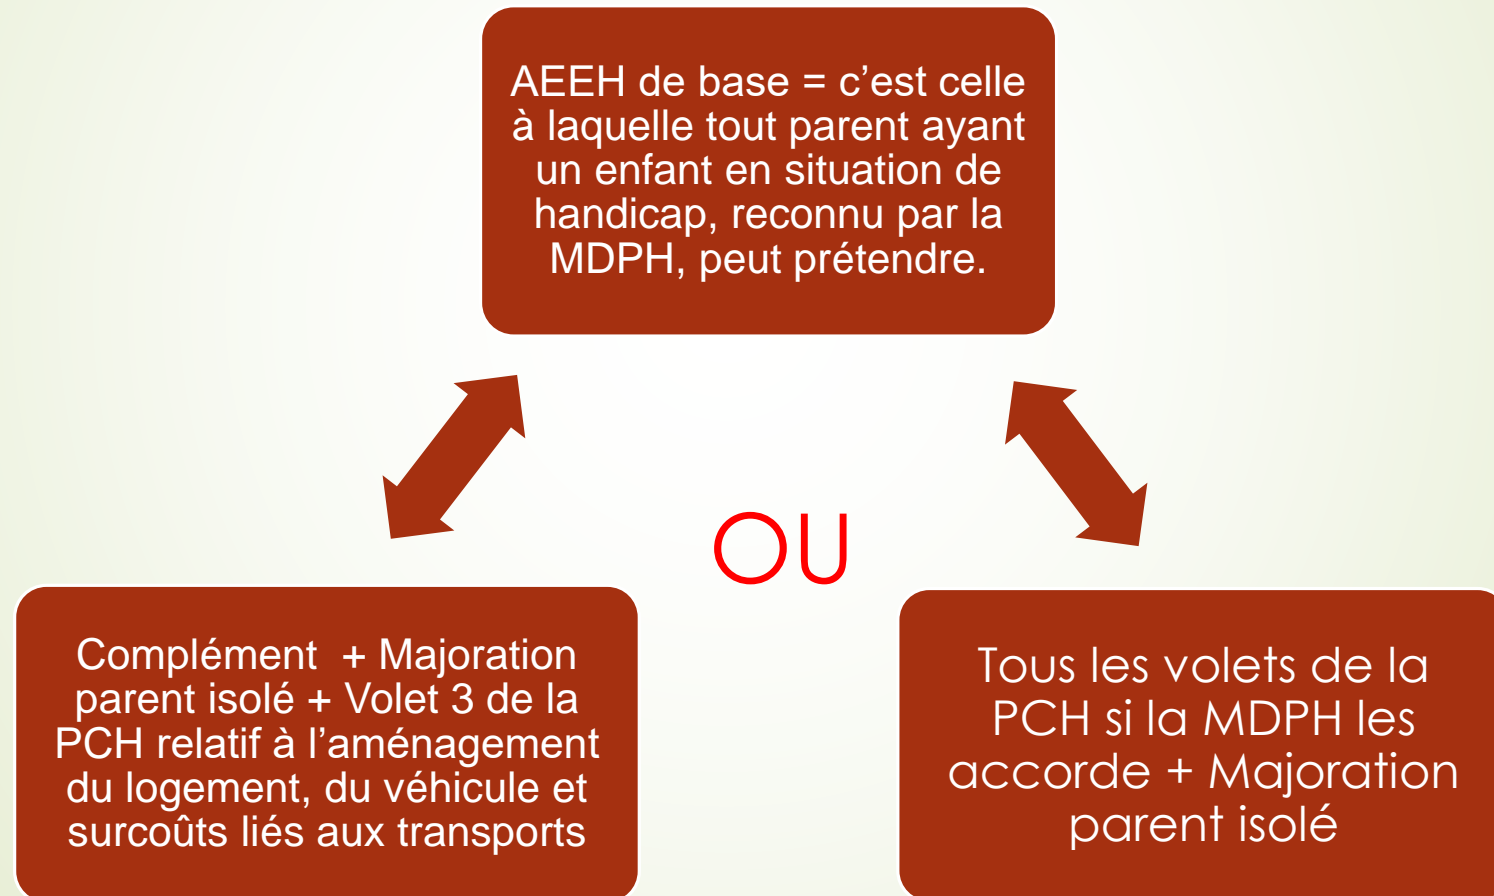 AEEH de base = c’est celle
à laquelle tout parent ayant
un enfant en situation de
handicap, reconnu par la
MDPH, peut prétendre.
OU
Complément  + Majoration
parent isolé + Volet 3 de la
PCH relatif à l’aménagement
du logement, du véhicule et
surcoûts liés aux transports
Tous les volets de la
PCH si la MDPH les
accorde + Majoration
parent isolé